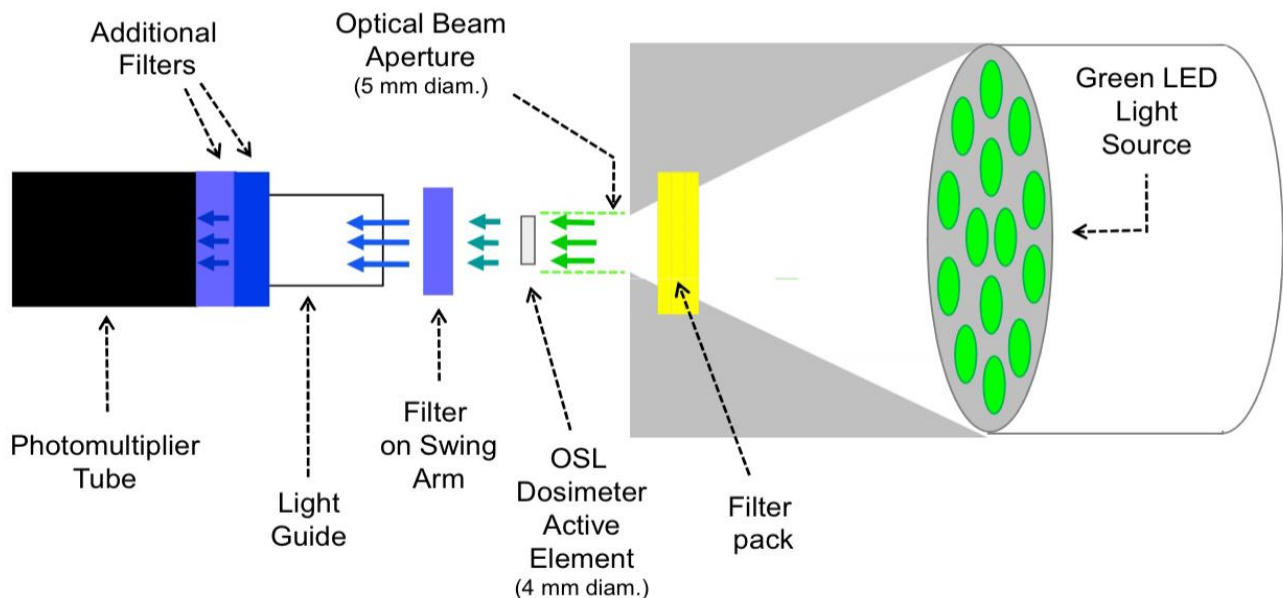 Additional
Filters
Optical Beam
Aperture
(5 mm diam.)
Green LED
Light
Source
Photomultiplier
Tube
Light
Guide
Filter
on Swing
Arm
OSL
Dosimeter
Active
Element
(4 mm diam.)
Filter
pack